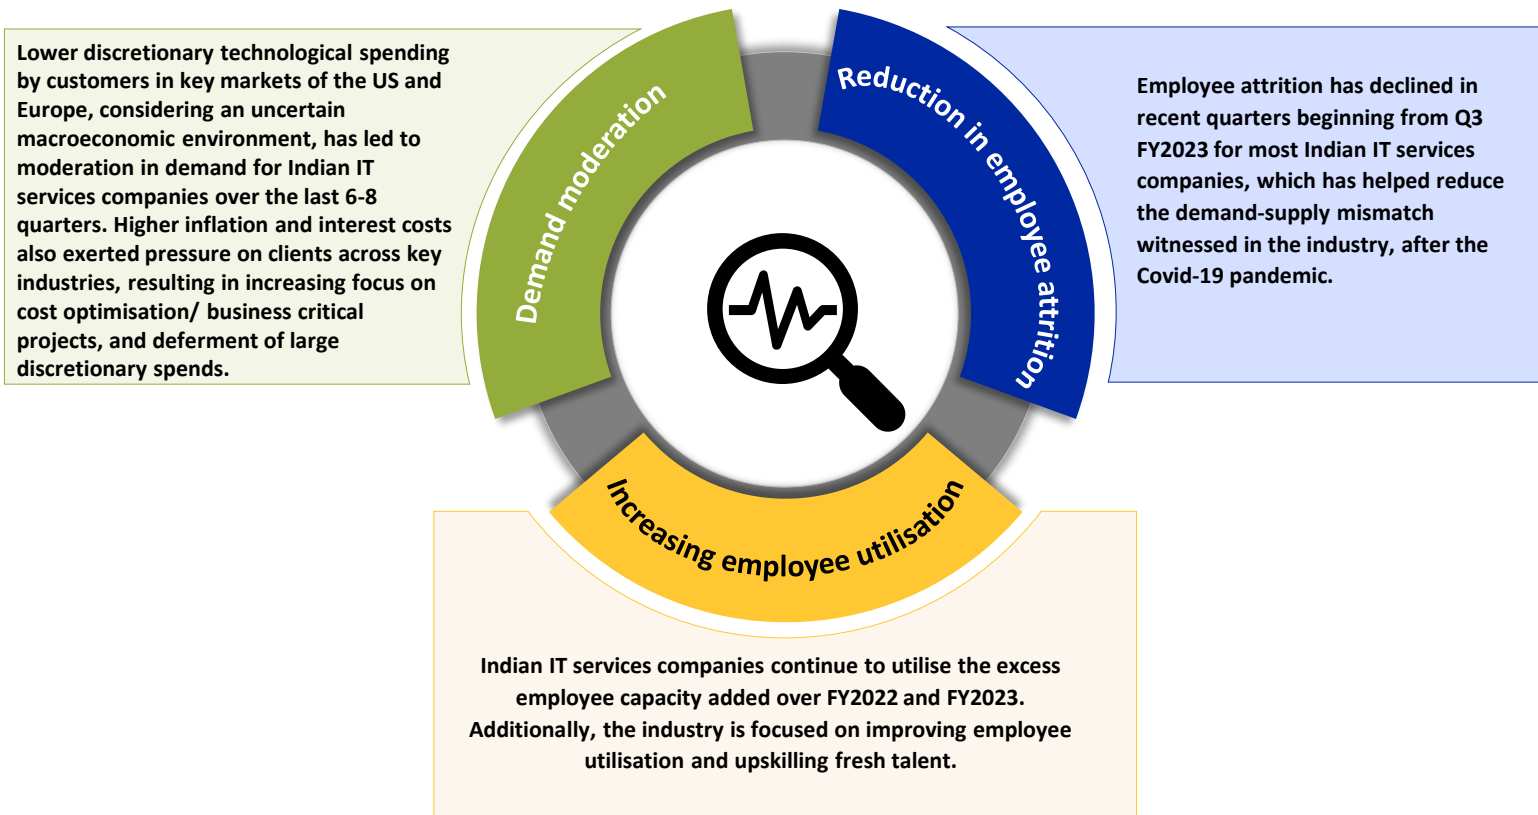 Lower discretionary technological spending
by customers in key markets of the US and
Europe, considering an uncertain
macroeconomic environment, has led to
moderation in demand for Indian IT
services companies over the last 6-8
quarters. Higher inflation and interest costs
also exerted pressure on clients across key
industries, resulting in increasing focus on
cost optimisation/ business critical
projects, and deferment of large
discretionary spends.
Demand moderation
Reduction in employee attrition
Employee attrition has declined in
recent quarters beginning from Q3
FY2023 for most Indian IT services
companies, which has helped reduce
the demand-supply mismatch
witnessed in the industry, after the
Covid-19 pandemic.
Increasing employee utilisation
Indian IT services companies continue to utilise the excess
employee capacity added over FY2022 and FY2023.
Additionally, the industry is focused on improving employee
utilisation and upskilling fresh talent.